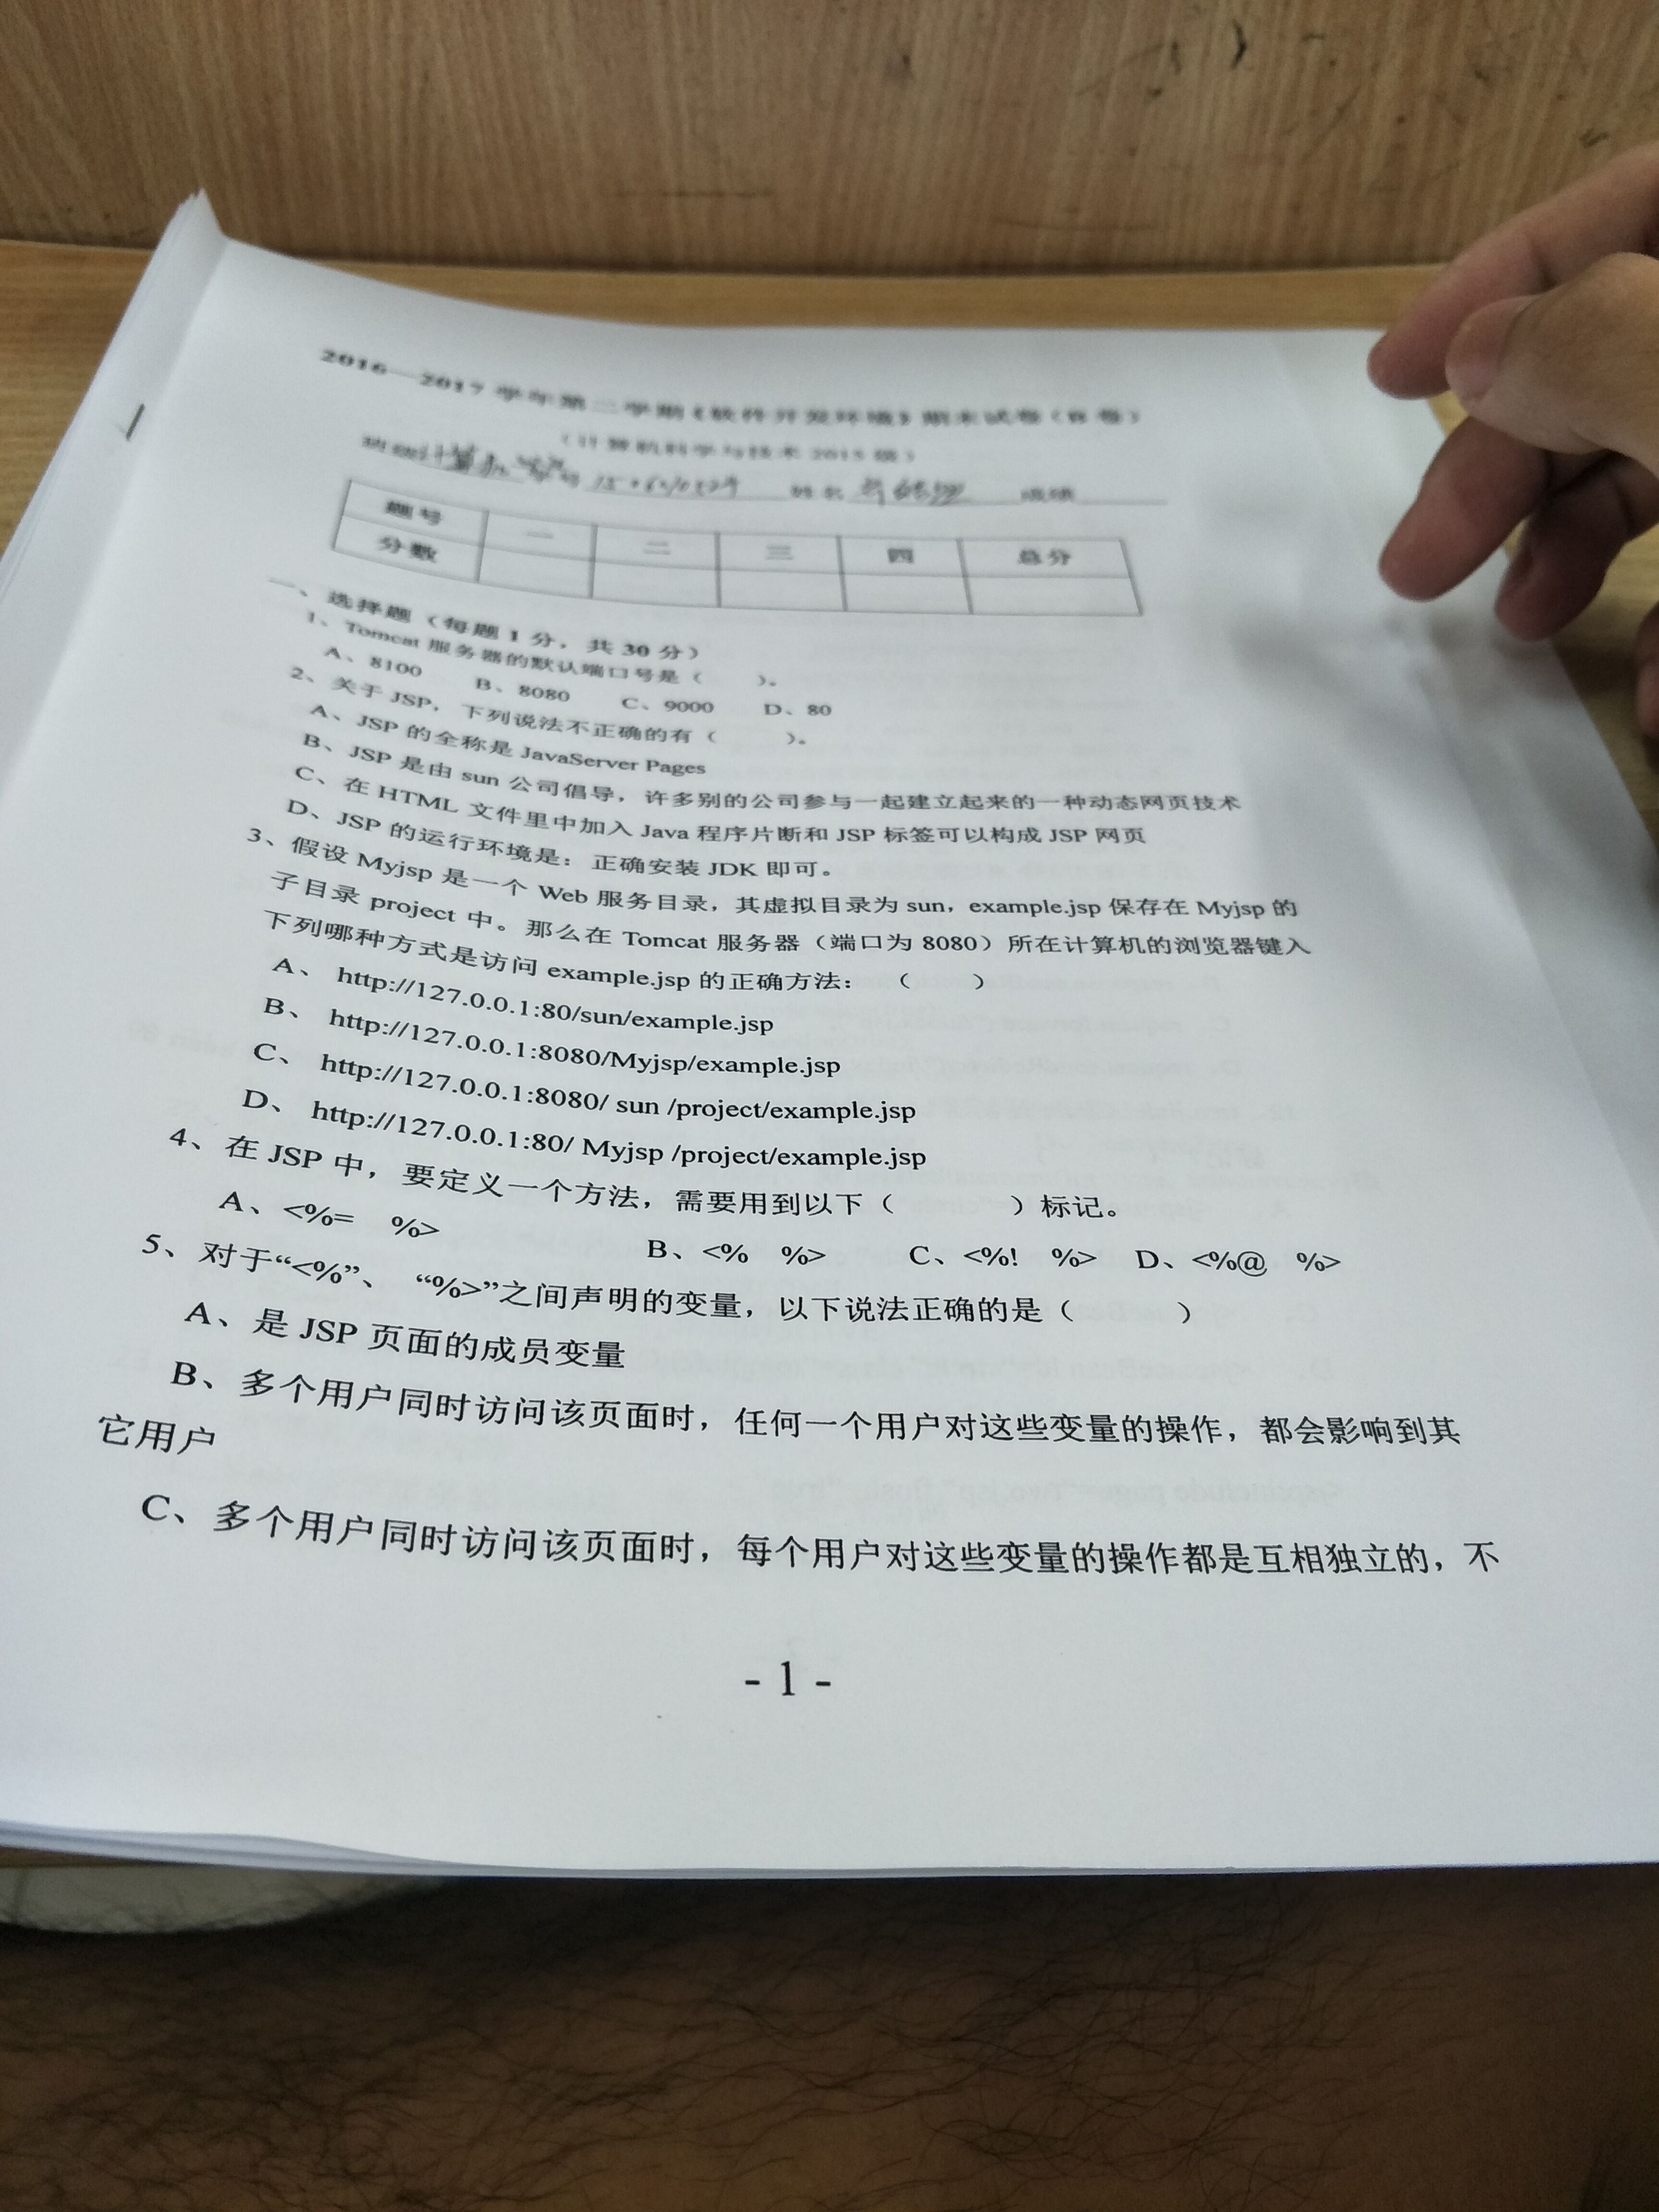 2016—2017 学年第二学期《软件开发环境》期末试卷（B 卷）
（计算机科学与技术 2015 级）
班级 计算机 学号 姓名 成绩
题号 一 二 三 四 总分
分数
一、选择题（每题 1 分，共 30 分）
1、Tomcat 服务器的默认端口号是（ ）。
A、8100 B、8080 C、9000 D、80
2、关于 JSP，下列说法不正确的有（ ）。
A、JSP 的全称是 JavaServer Pages
B、JSP 是由 sun 公司倡导，许多别的公司参与一起建立起来的一种动态网页技术
C、在 HTML 文件里中加入 Java 程序片断和 JSP 标签可以构成 JSP 网页
D、JSP 的运行环境是：正确安装 JDK 即可。
3、假设 Myjsp 是一个 Web 服务目录，其虚拟目录为 sun，example.jsp 保存在 Myjsp 的
子目录 project 中。那么在 Tomcat 服务器（端口为 8080）所在计算机的浏览器键入
下列哪种方式是访问 example.jsp 的正确方法：（ ）
A、 http://127.0.0.1:80/sun/example.jsp
B、 http://127.0.0.1:8080/Myjsp/example.jsp
C、 http://127.0.0.1:8080/ sun /project/example.jsp
D、 http://127.0.0.1:80/ Myjsp /project/example.jsp
4、在 JSP 中，要定义一个方法，需要用到以下（ ）标记。
A、<%= %> B、<% %> C、<%! %> D、<%@ %>
5、对于“<%”、 “%>”之间声明的变量，以下说法正确的是（ ）
A、是 JSP 页面的成员变量
B、多个用户同时访问该页面时，任何一个用户对这些变量的操作，都会影响到其
它用户
C、多个用户同时访问该页面时，每个用户对这些变量的操作都是互相独立的，不
- 1 -